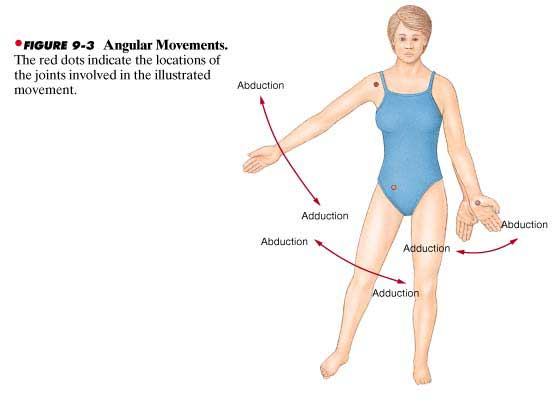 • FIGURE 9-3 Angular Movements.
The red dots indicate the locations of
the joints involved in the illustrated
movement.
Abduction
Adduction
Abduction
Adduction
Abduction
Adduction